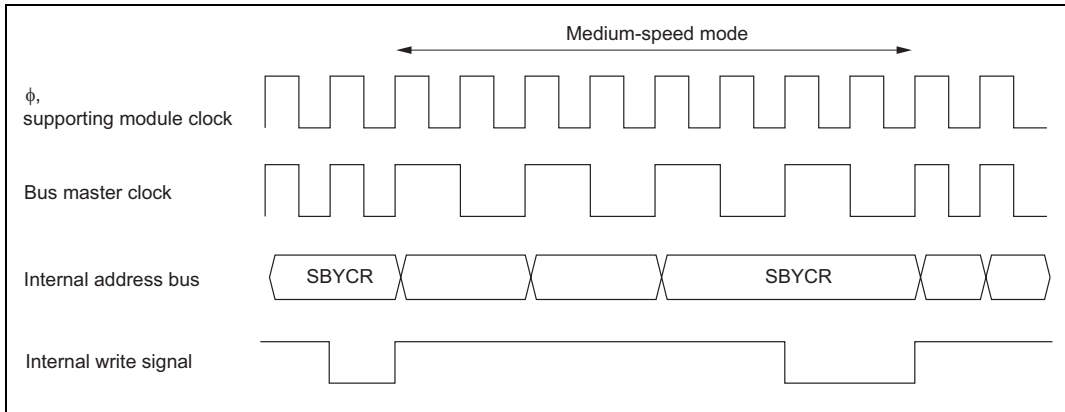 Medium-speed mode
ϕ,
supporting module clock
Bus master clock
Internal address bus
SBYCR
SBYCR
Internal write signal